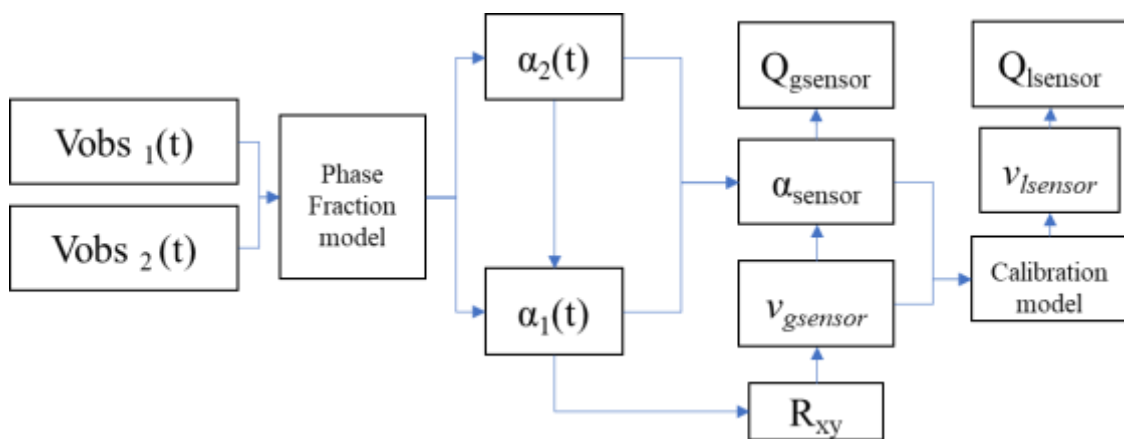 Vobs ₁(t)
Vobs ₂ (t)
Phase
Fraction
model
α₂(t)
α₁(t)
Qgsensor
αsensor
vgsensor
Rxy
Qlsensor
vlsensor
Calibration
model